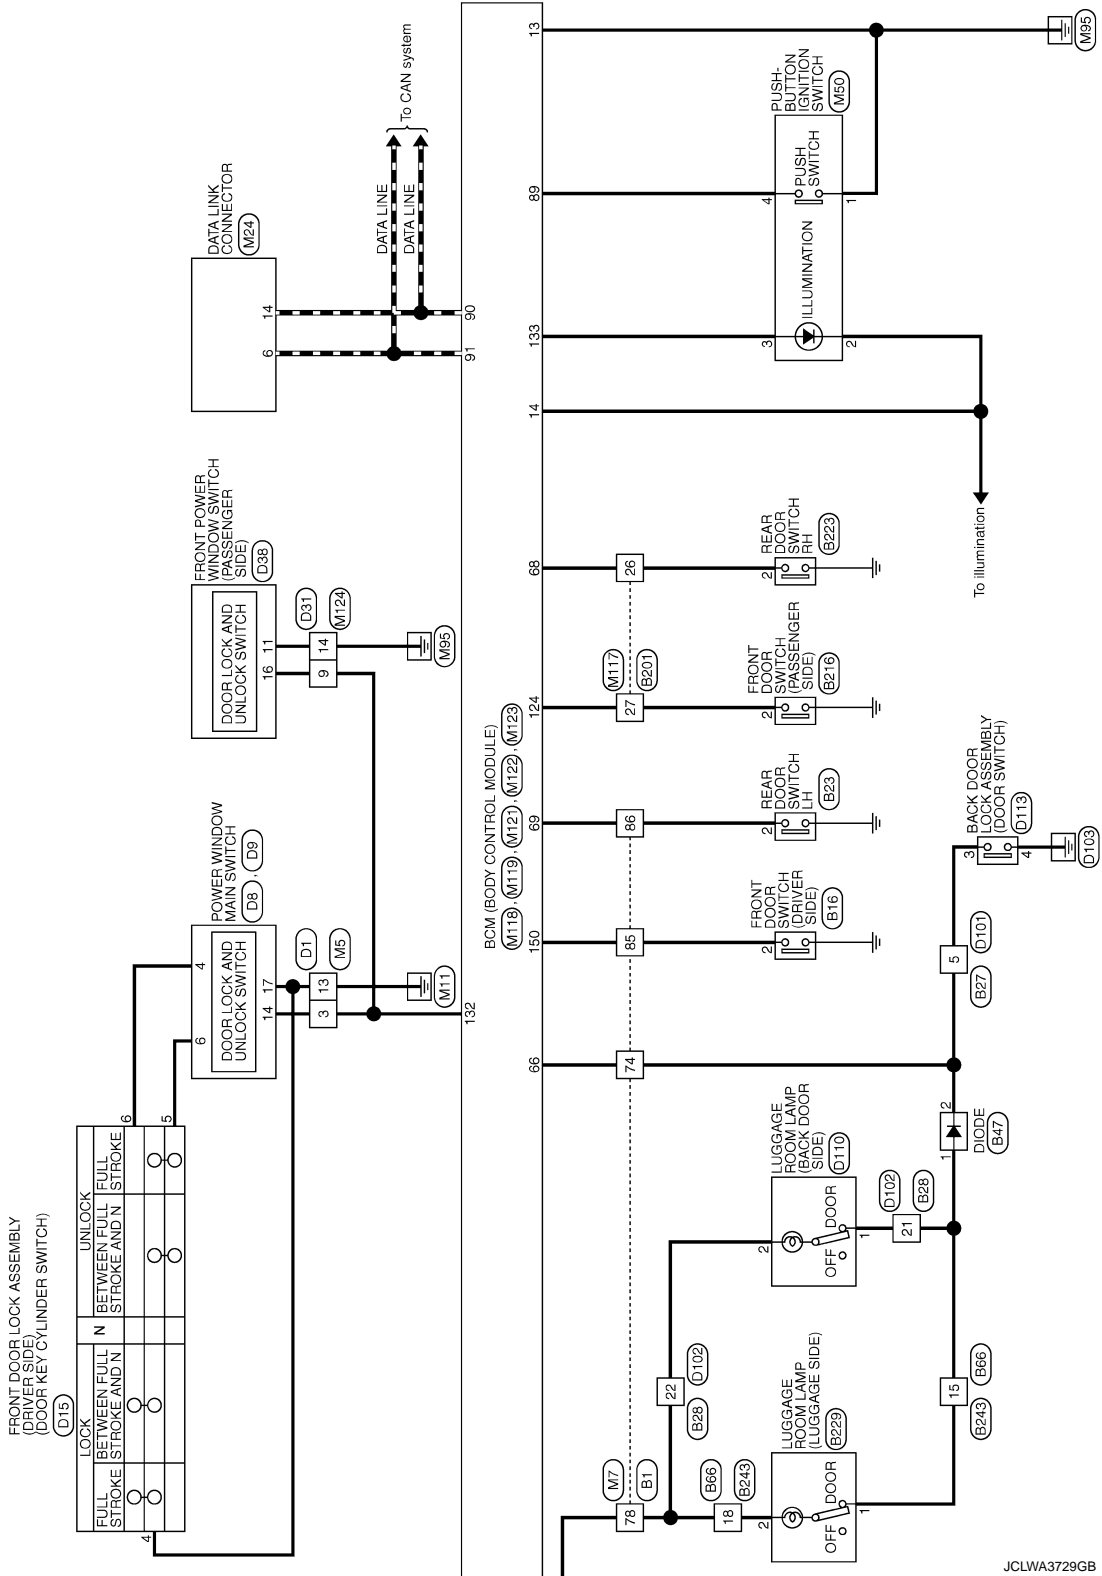 FRONT DOOR LOCK ASSEMBLY
(DRIVER SIDE)
(DOOR KEY CYLINDER SWITCH)
D15
LOCK
N
UNLOCK
FULL
STROKE
BETWEEN FULL
STROKE AND N
BETWEEN FULL
STROKE AND N
FULL
STROKE
4
6
5
POWER WINDOW
MAIN SWITCH
D8 , D9
DOOR LOCK AND
UNLOCK SWITCH
6
4
14
17
3
13
D1
M5
M11
132
FRONT POWER
WINDOW SWITCH
(PASSENGER
SIDE)
D38
DOOR LOCK AND
UNLOCK SWITCH
16
11
9
14
D31
M124
M95
DATA LINK
CONNECTOR
M24
6
14
DATA LINE
DATA LINE
To CAN system
91
90
BCM (BODY CONTROL MODULE)
M118 , M119 , M121 , M122 , M123
66
150
69
124
68
14
133
89
13
M7
B1
78
74
85
86
M117
B201
27
26
FRONT
DOOR
SWITCH
(DRIVER
SIDE)
B16
2
REAR
DOOR
SWITCH
LH
B23
2
FRONT
DOOR
SWITCH
(PASSENGER
SIDE)
B216
2
REAR
DOOR
SWITCH
RH
B223
2
PUSH-
BUTTON
IGNITION
SWITCH
M50
ILLUMINATION
PUSH
SWITCH
3
4
2
1
To illumination
M95
B66
B243
18
B28
D102
22
LUGGAGE
ROOM LAMP
(LUGGAGE SIDE)
B229
2
OFF
DOOR
1
LUGGAGE
ROOM LAMP
(BACK DOOR
SIDE)
D110
2
OFF
DOOR
1
D102
B28
21
B243
B66
15
1
2
DIODE
B47
B27
D101
5
BACK DOOR
LOCK ASSEMBLY
(DOOR SWITCH)
D113
3
4
D103
JCLWA3729GB